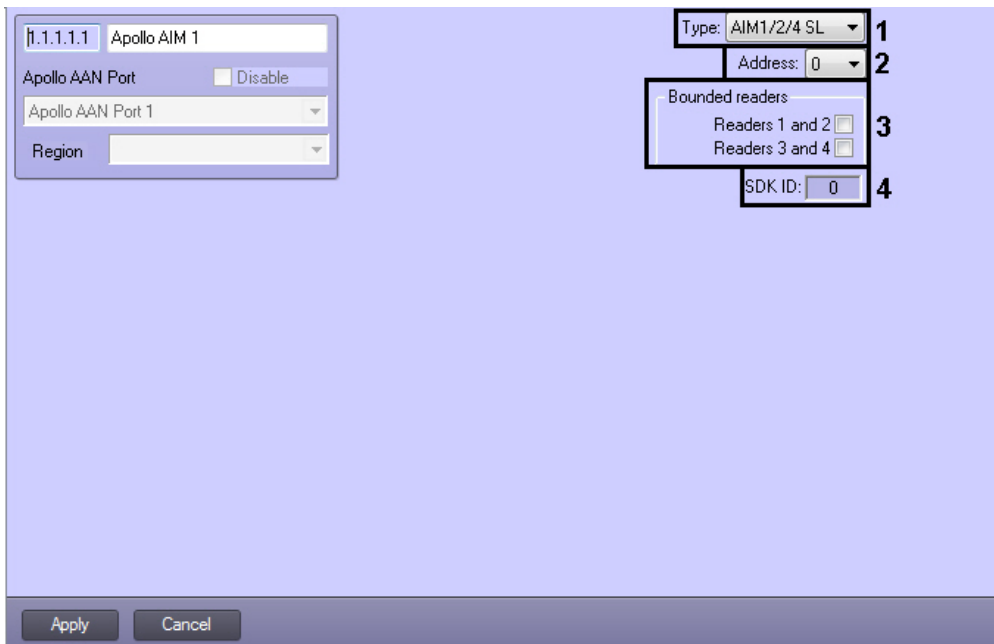 1.1.1.1.1 Apollo AIM 1
Apollo AAN Port Disable
Apollo AAN Port 1
Region
Type: AIM1/2/4 SL 1
Address: 0 2
Bounded readers
Readers 1 and 2 3
Readers 3 and 4
SDK ID: 0 4
Apply Cancel